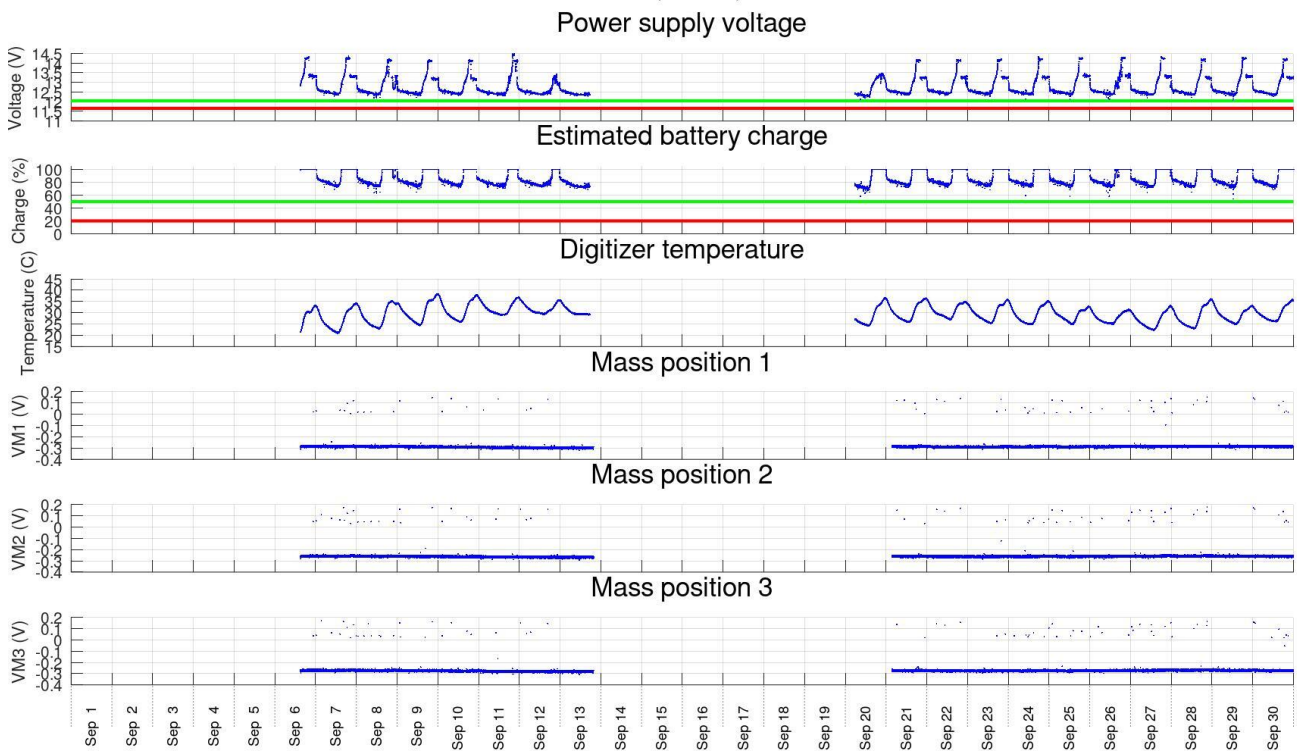 Power supply voltage
Voltage (V)
14.5
14
13.5
13
12.5
12
11.5
11
Estimated battery charge
Charge (%)
100
80
60
40
20
0
Digitizer temperature
Temperature (C)
45
40
35
30
25
20
15
Mass position 1
VM1 (V)
0.2
0.1
0
-0.1
-0.2
-0.3
-0.4
Mass position 2
VM2 (V)
0.2
0.1
0
-0.1
-0.2
-0.3
-0.4
Mass position 3
VM3 (V)
0.2
0.1
0
-0.1
-0.2
-0.3
-0.4
Sep 1
Sep 2
Sep 3
Sep 4
Sep 5
Sep 6
Sep 7
Sep 8
Sep 9
Sep 10
Sep 11
Sep 12
Sep 13
Sep 14
Sep 15
Sep 16
Sep 17
Sep 18
Sep 19
Sep 20
Sep 21
Sep 22
Sep 23
Sep 24
Sep 25
Sep 26
Sep 27
Sep 28
Sep 29
Sep 30